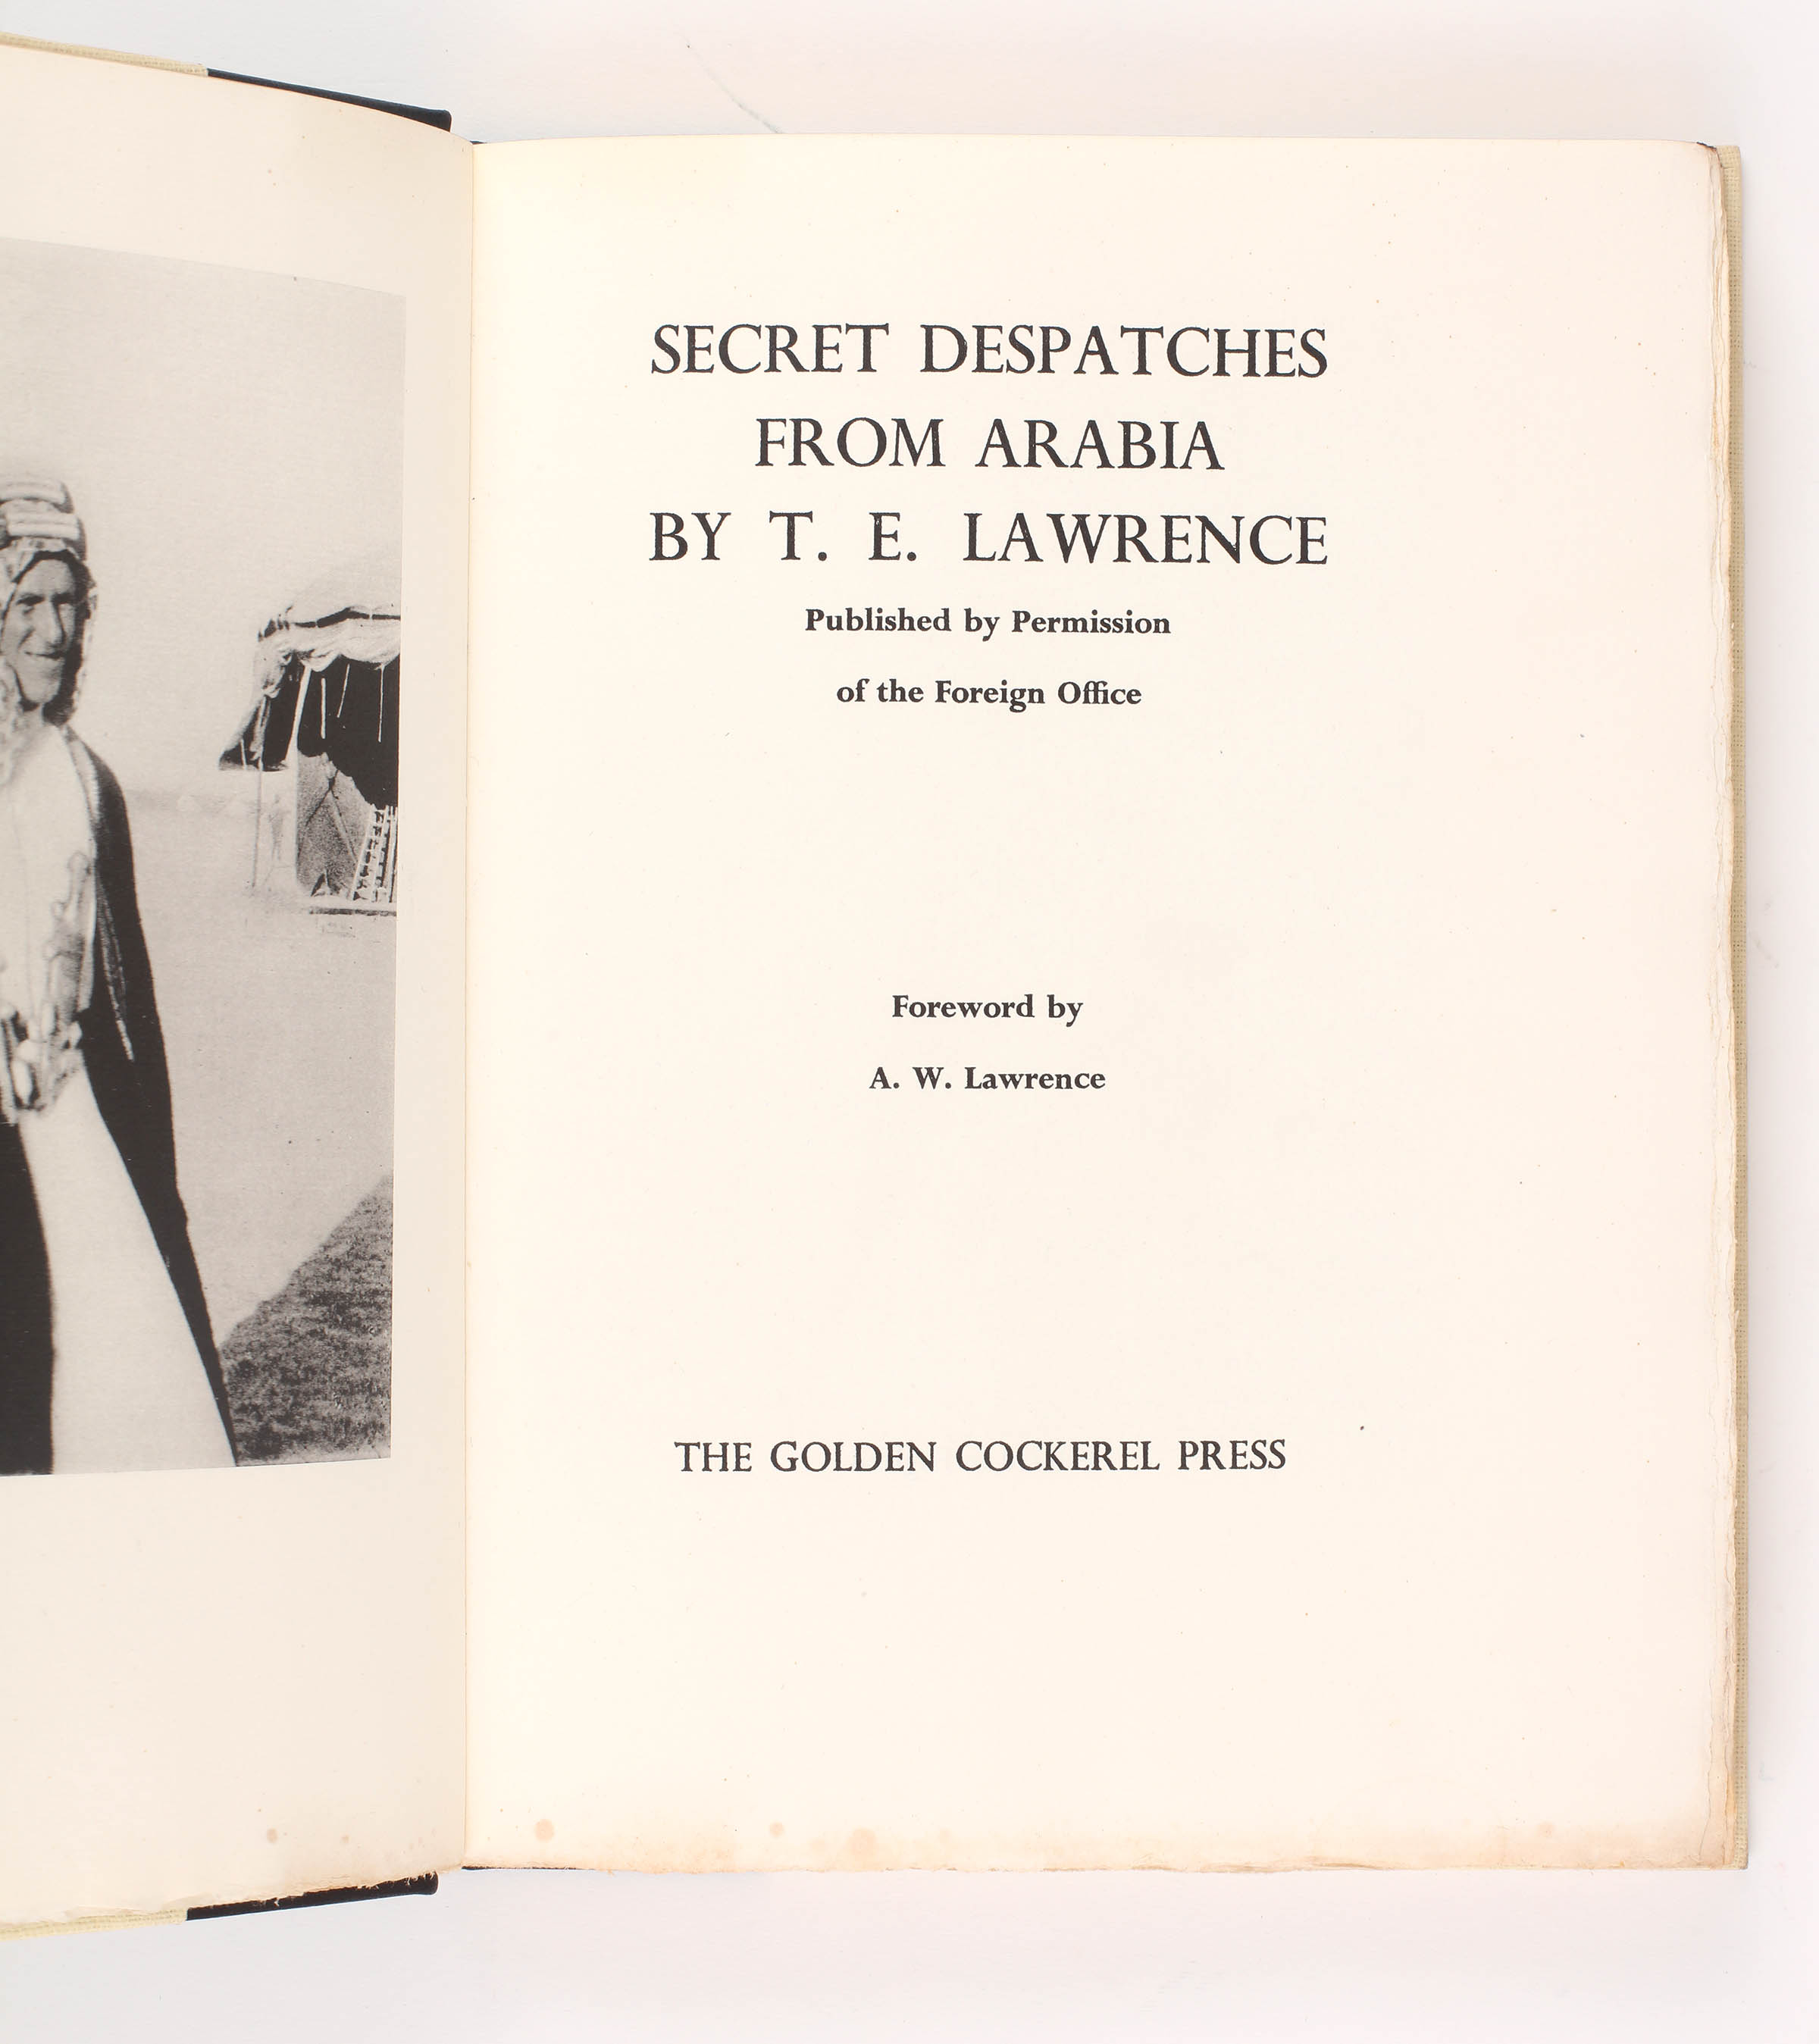 SECRET DESPATCHES
FROM ARABIA
BY T. E. LAWRENCE
Published by Permission
of the Foreign Office
Foreword by
A. W. Lawrence
THE GOLDEN COCKEREL PRESS